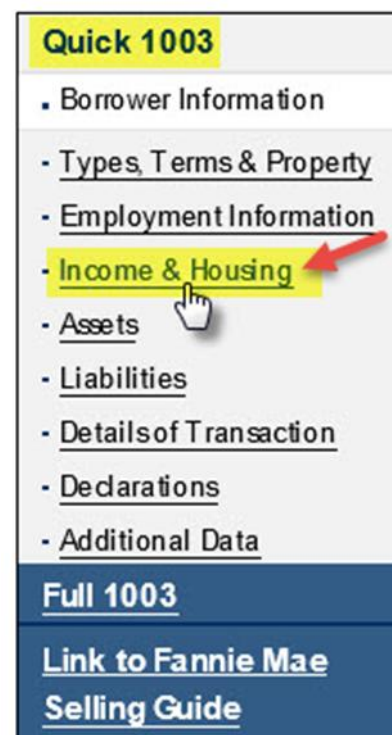 Quick 1003
Borrower Information
Types, Terms & Property
Employment Information
Income & Housing
Assets
Liabilities
Details of Transaction
Declarations
Additional Data
Full 1003
Link to Fannie Mae
Selling Guide